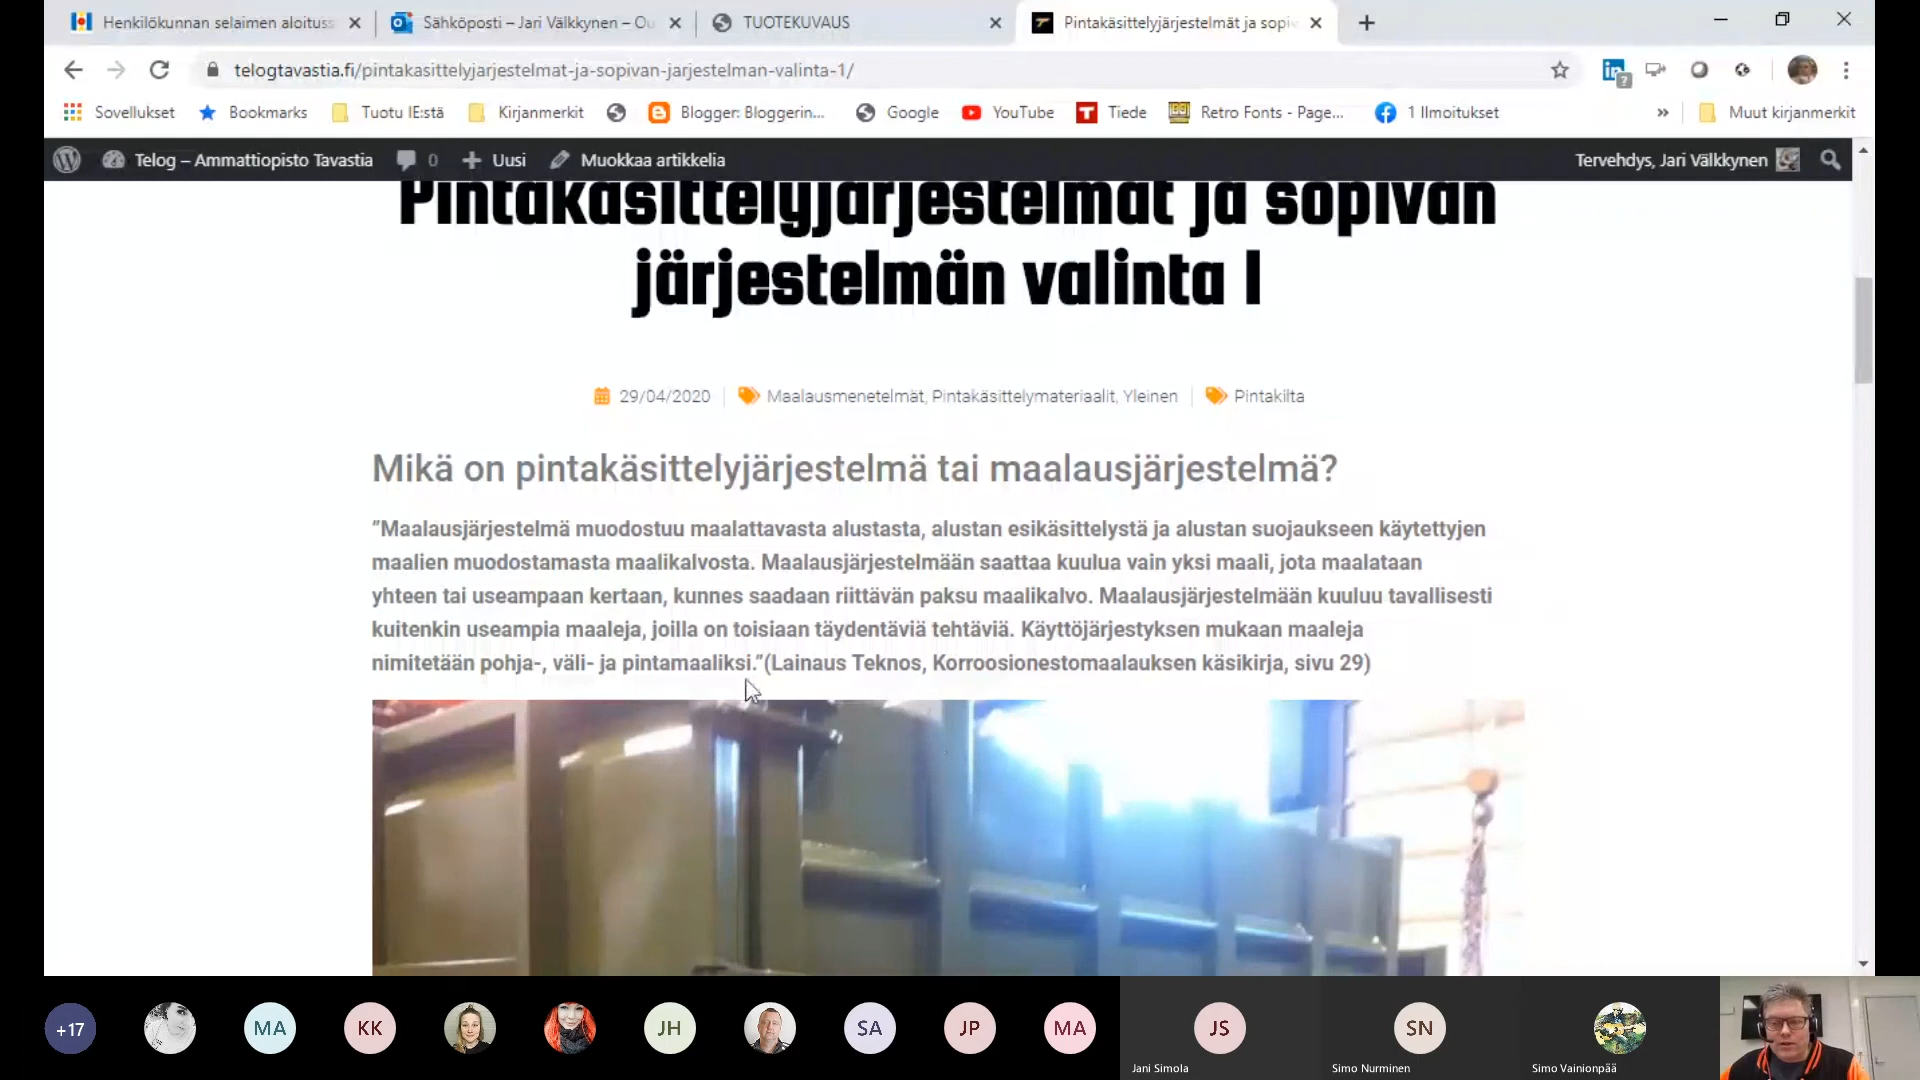 Henkilökunnan selaimen aloituss
Sähköposti – Jari Välkkynen – Ou
TUOTEKUVAUS
Pintakäsittelyjärjestelmät ja sopiv
telogtavastia.fi/pintakasittelyjarjestelmat-ja-sopivan-jarjestelman-valinta-1/
Sovellukset
Bookmarks
Tuotu IE:stä
Kirjanmerkit
Blogger: Bloggerin...
Google
YouTube
Tiede
Retro Fonts - Page...
1 Ilmoitukset
»
Muut kirjanmerkit
Telog – Ammattiopisto Tavastia
0
Uusi
Muokkaa artikkelia
Tervehdys, Jari Välkkynen
Pintakäsittelyjärjestelmät ja sopivan
järjestelmän valinta 1
29/04/2020
Maalausmenetelmät, Pintakäsittelymateriaalit, Yleinen
Pintakilta
Mikä on pintakäsittelyjärjestelmä tai maalausjärjestelmä?
”Maalausjärjestelmä muodostuu maalattavasta alustasta, alustan esikäsittelystä ja alustan suojaukseen käytettyjen
maalien muodostamasta maalikalvosta. Maalausjärjestelmään saattaa kuulua vain yksi maali, jota maalataan
yhteen tai useampaan kertaan, kunnes saadaan riittävän paksu maalikalvo. Maalausjärjestelmään kuuluu tavallisesti
kuitenkin useampia maaleja, joilla on toisiaan täydentäviä tehtäviä. Käyttöjärjestyksen mukaan maaleja
nimitetään pohja-, väli- ja pintamaaliksi.”(Lainaus Teknos, Korroosionestomaalauksen käsikirja, sivu 29)
+17
MA
KK
JH
SA
JP
MA
JS
SN
Jani Simola
Simo Nurminen
Simo Vainionpää